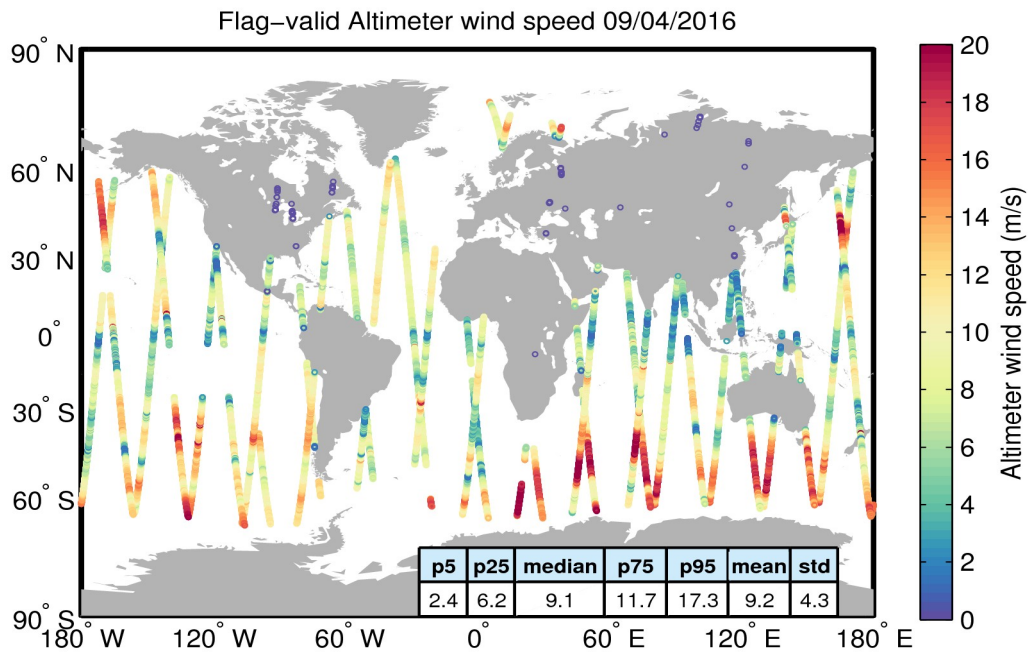 Flag−valid Altimeter wind speed 09/04/2016
90° N
60° N
30° N
0°
30° S
60° S
90° S
180° W
120° W
60° W
0°
60° E
120° E
180° E
p5 p25 median p75 p95 mean std
2.4 6.2 9.1 11.7 17.3 9.2 4.3
20
18
16
14
12
10
8
6
4
2
0
Altimeter wind speed (m/s)